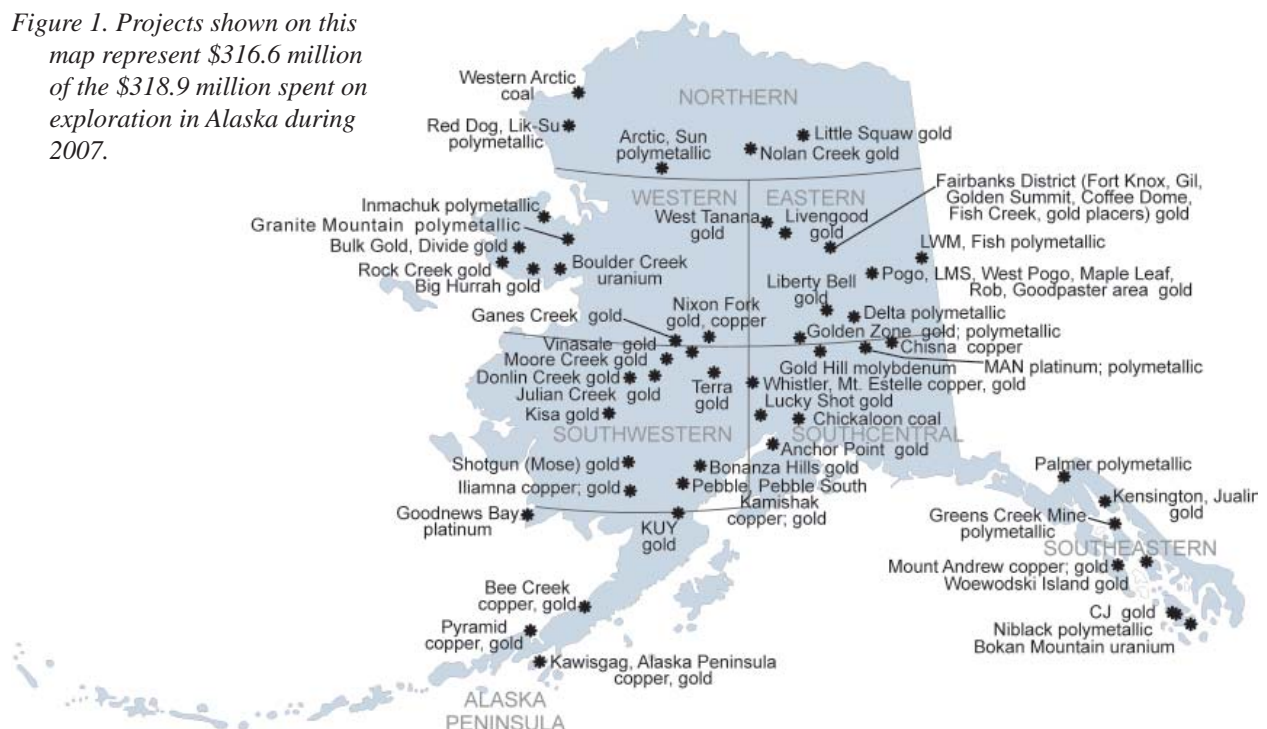 Figure 1. Projects shown on this
map represent $316.6 million
of the $318.9 million spent on
exploration in Alaska during
2007.
Western Arctic
coal
NORTHERN
Red Dog, Lik-Su
polymetallic
Arctic, Sun
polymetallic
Little Squaw gold
Nolan Creek gold
WESTERN
EASTERN
Fairbanks District (Fort Knox, Gil,
Golden Summit, Coffee Dome,
Fish Creek, gold placers) gold
Inmachuk polymetallic
Granite Mountain polymetallic
Bulk Gold, Divide gold
Rock Creek gold
Big Hurrah gold
Boulder Creek
uranium
West Tanana
gold
Livengood
gold
LWM, Fish polymetallic
Pogo, LMS, West Pogo, Maple Leaf,
Rob, Goodpaster area gold
Liberty Bell
gold
Delta polymetallic
Ganes Creek gold
Nixon Fork
gold, copper
Golden Zone gold; polymetallic
Chisna copper
Vinasale gold
Moore Creek gold
Donlin Creek gold
Julian Creek gold
Kisa gold
Terra
gold
Gold Hill molybdenum
MAN platinum; polymetallic
Whistler, Mt. Estelle copper, gold
Lucky Shot gold
Chickaloon coal
SOUTHWESTERN
SOUTHCENTRAL
Anchor Point gold
Shotgun (Mose) gold
Iliamna copper; gold
Bonanza Hills gold
Pebble, Pebble South
Kamishak
copper; gold
Goodnews Bay
platinum
KUY
gold
Palmer polymetallic
Kensington, Jualin
gold
Greens Creek Mine
polymetallic
SOUTHEASTERN
Mount Andrew copper; gold
Woewodski Island gold
CJ gold
Niblack polymetallic
Bokan Mountain uranium
Bee Creek
copper, gold
Pyramid
copper, gold
Kawisgag, Alaska Peninsula
copper, gold
ALASKA
PENINSULA